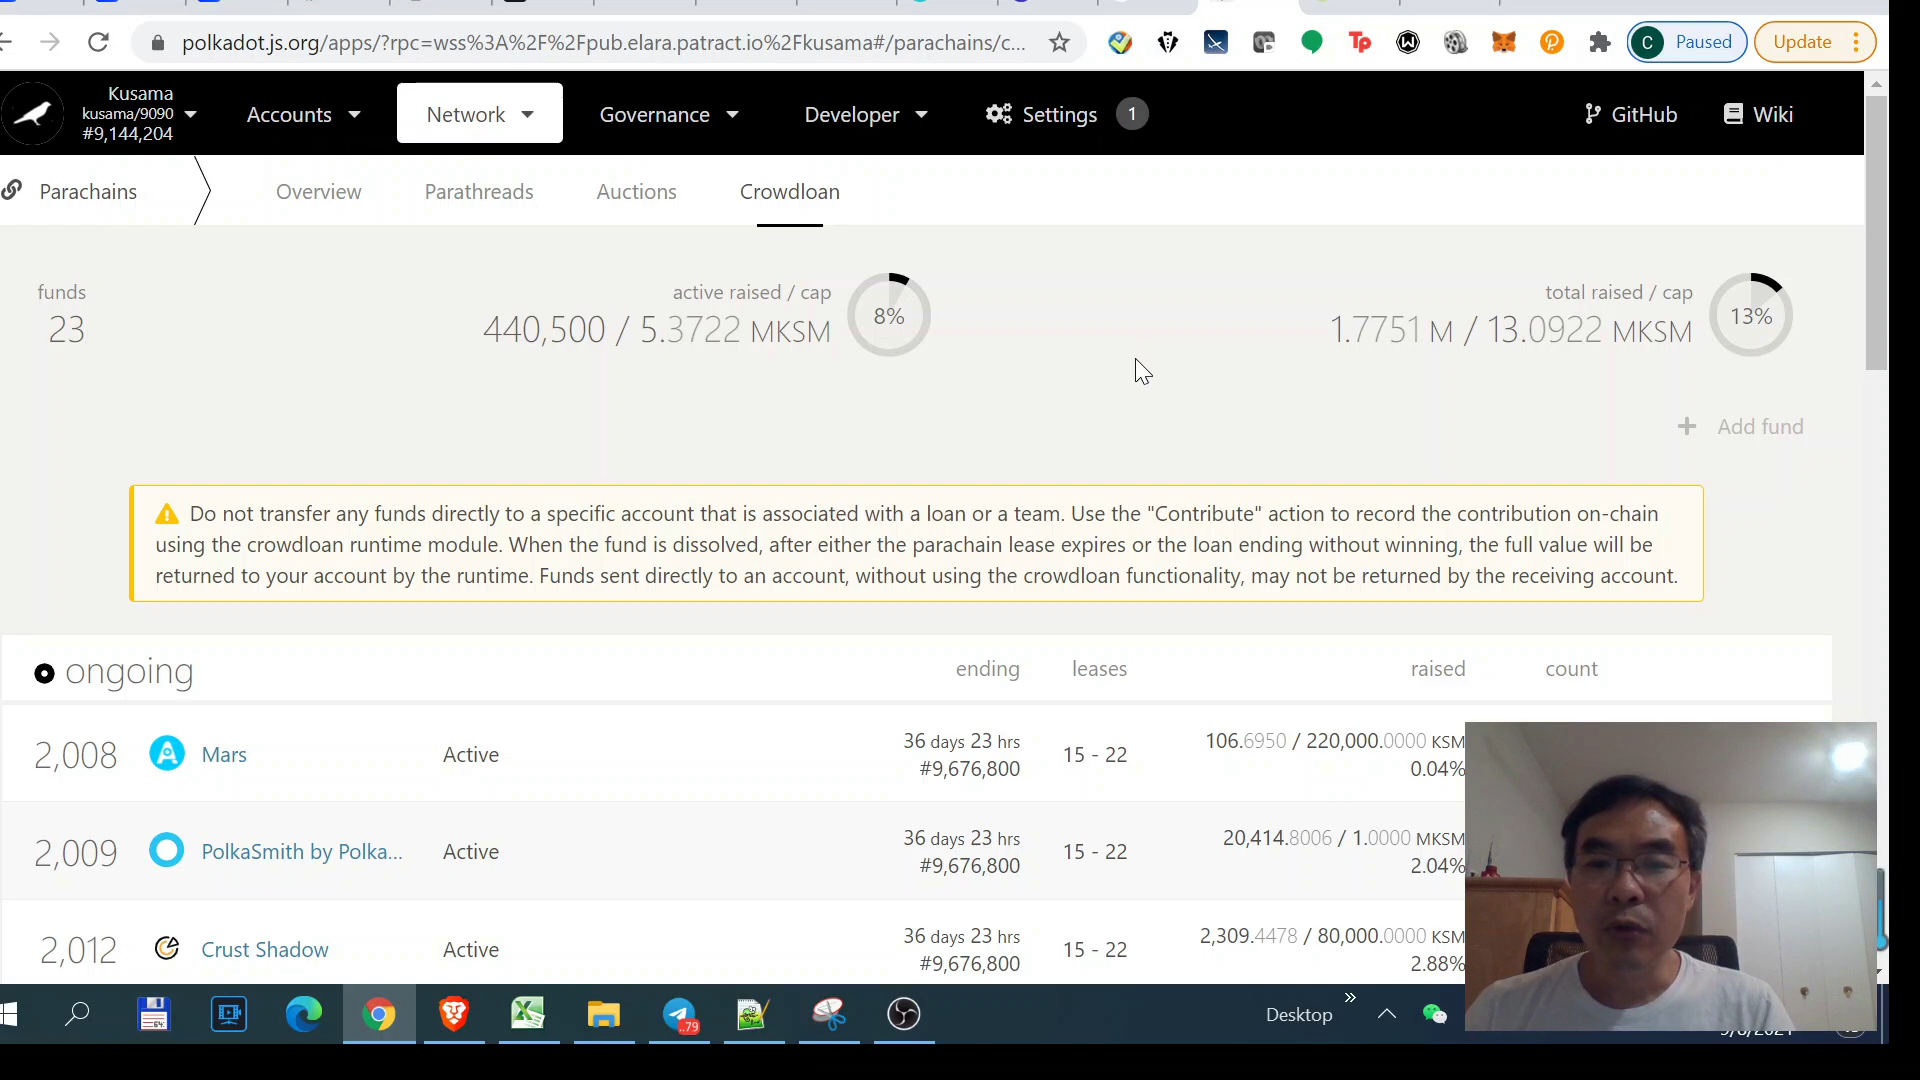 polkadot.js.org/apps/?rpc=wss%3A%2F%2Fpub.elara.patract.io%2Fkusama#/parachains/c...
Tp
C Paused
Update
Kusama
kusama/9090
#9,144,204
Accounts
Network
Governance
Developer
Settings 1
GitHub
Wiki
Parachains
Overview
Parathreads
Auctions
Crowdloan
funds
23
active raised / cap
440,500 / 5.3722 MKSM
8%
total raised / cap
1.7751 M / 13.0922 MKSM
13%
+ Add fund
Do not transfer any funds directly to a specific account that is associated with a loan or a team. Use the "Contribute" action to record the contribution on-chain
using the crowdloan runtime module. When the fund is dissolved, after either the parachain lease expires or the loan ending without winning, the full value will be
returned to your account by the runtime. Funds sent directly to an account, without using the crowdloan functionality, may not be returned by the receiving account.
ongoing
ending
leases
raised
count
2,008
Mars
Active
36 days 23 hrs
#9,676,800
15 - 22
106.6950 / 220,000.0000 KSM
0.04%
2,009
PolkaSmith by Polka...
Active
36 days 23 hrs
#9,676,800
15 - 22
20,414.8006 / 1.0000 MKSM
2.04%
2,012
Crust Shadow
Active
36 days 23 hrs
#9,676,800
15 - 22
2,309.4478 / 80,000.0000 KSM
2.88%
..79
Desktop